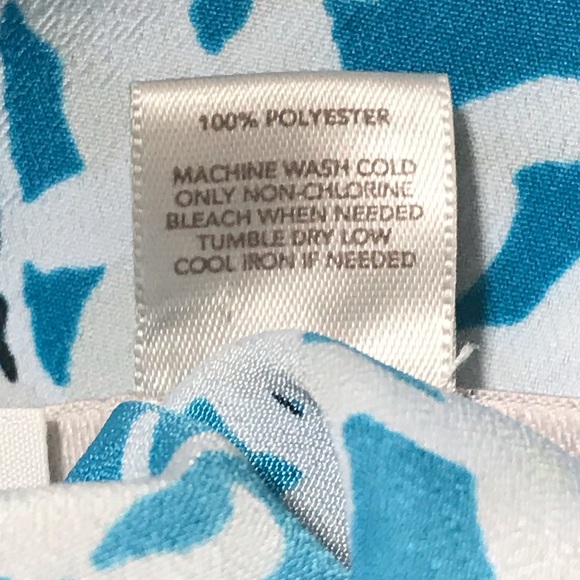 100% POLYESTER
MACHINE WASH COLD
ONLY NON-CHLORINE
BLEACH WHEN NEEDED
TUMBLE DRY LOW
COOL IRON IF NEEDED